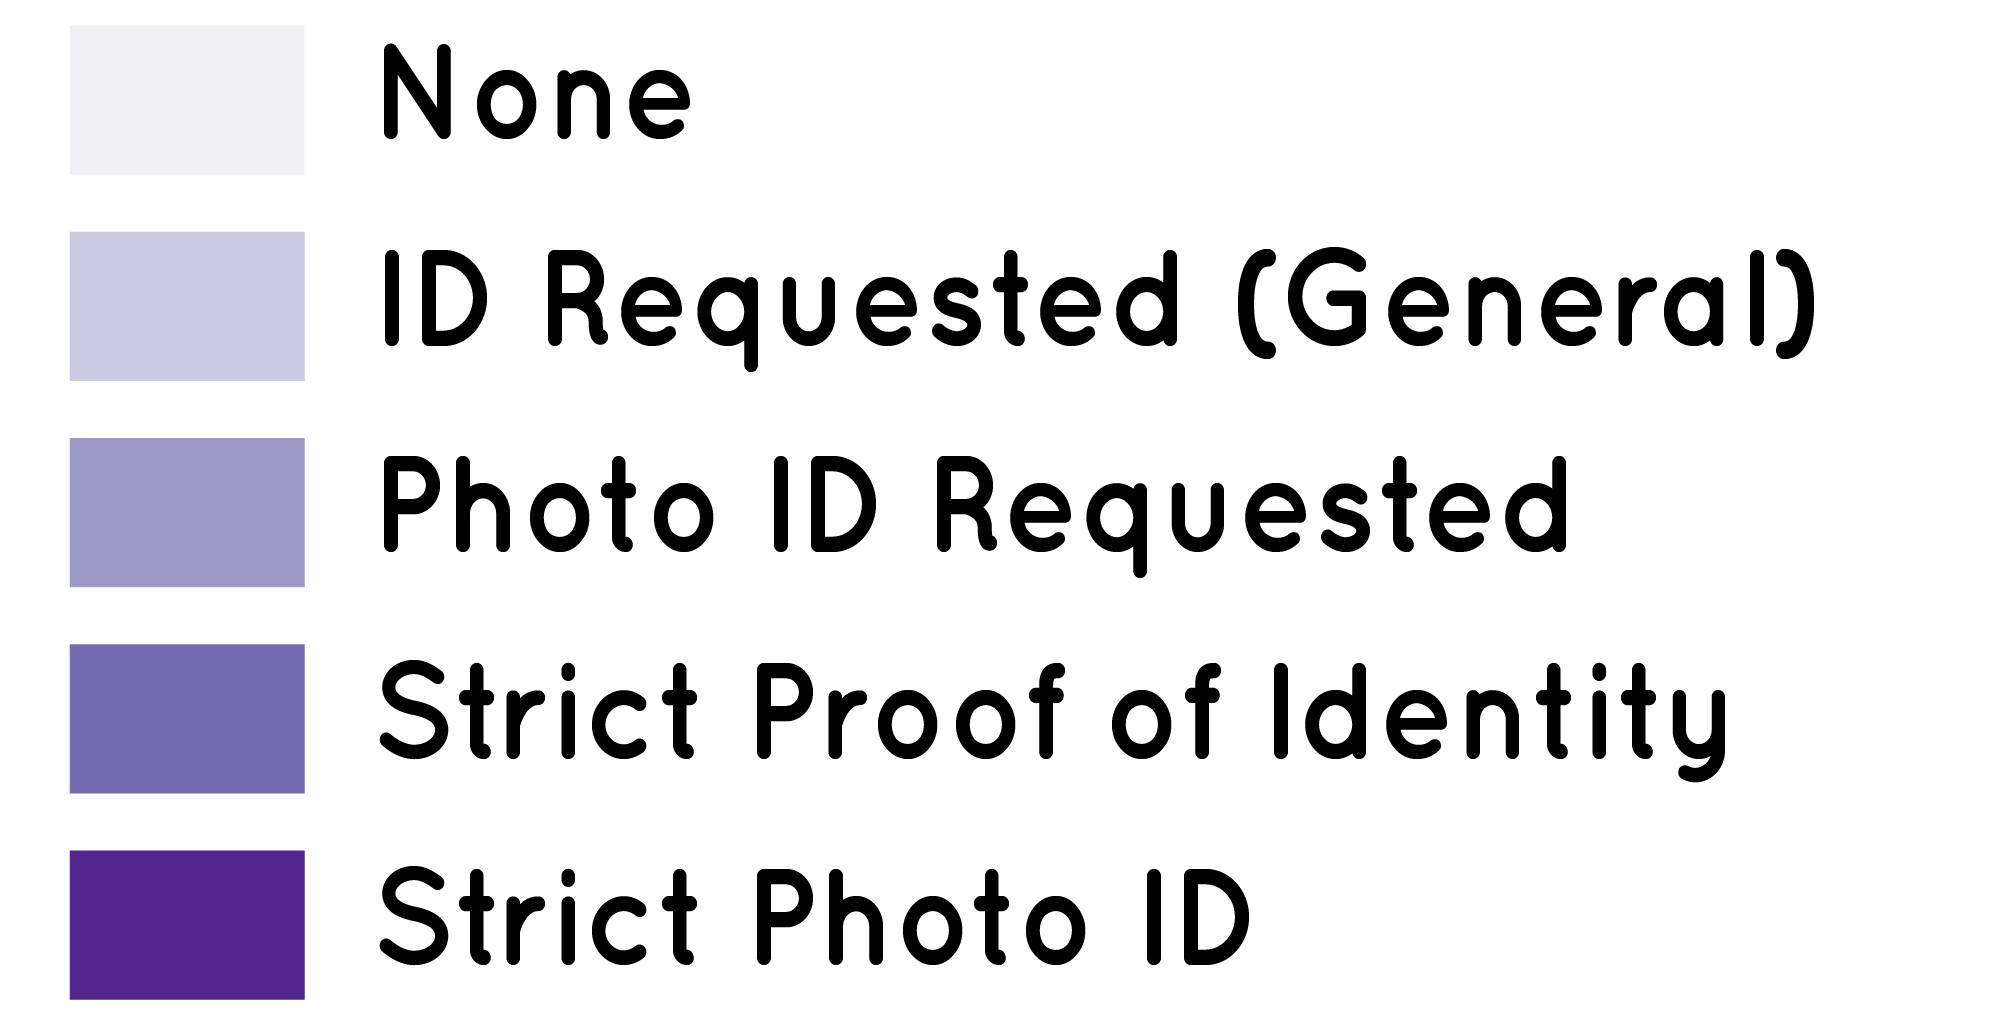 None
ID Requested (General)
Photo ID Requested
Strict Proof of Identity
Strict Photo ID